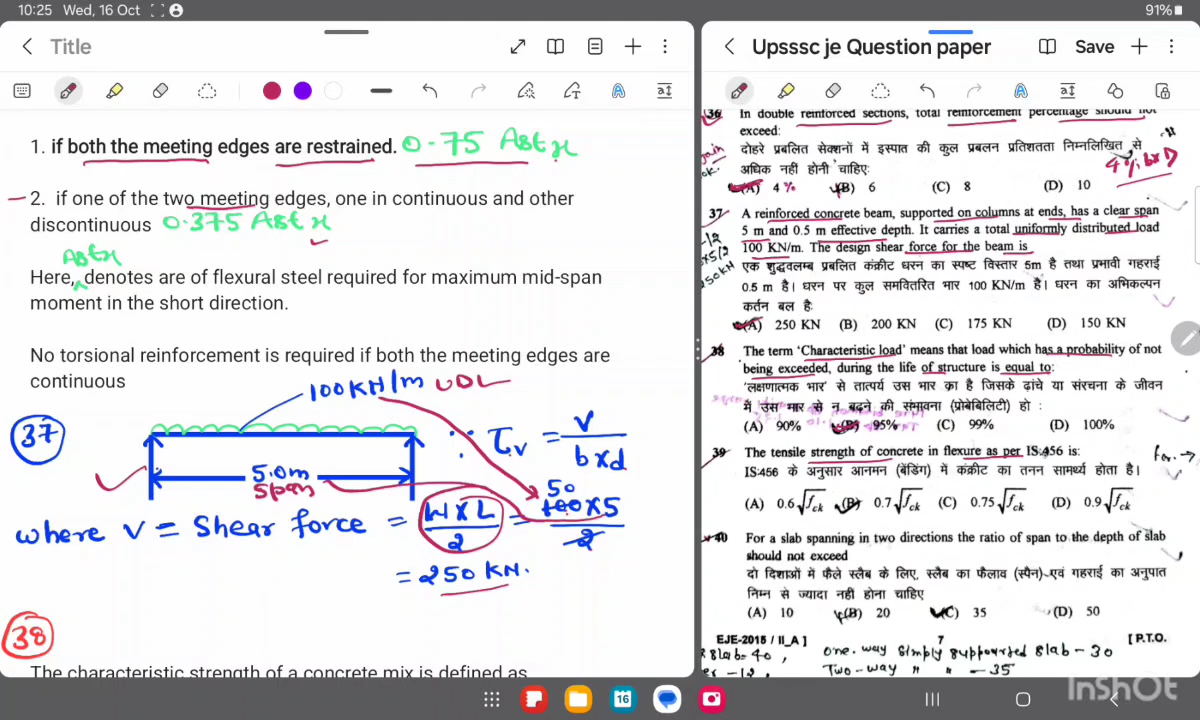 10:25 Wed, 16 Oct
91%
Title
1. if both the meeting edges are restrained. 0.75 Astx
2. if one of the two meeting edges, one in continuous and other
discontinuous 0.375 Astx
Astx
Here, denotes are of flexural steel required for maximum mid-span
moment in the short direction.
No torsional reinforcement is required if both the meeting edges are
continuous
100KN/m UDL
37
5.0m
span
∵ τv = V / b×d
where V = Shear force = W×L / 2 = 100×5 / 2
50
= 250 KN.
38
The characteristic strength of a concrete mix is defined as
Upsssc je Question paper
Save
36 In double reinforced sections, total reinforcement percentage should not
exceed:
दोहरे प्रबलित सेक्शनों में इस्पात की कुल प्रबलन प्रतिशतता निम्नलिखित से
अधिक नहीं होनी चाहिए:
4% b×D
(A) 4 % (B) 6 (C) 8 (D) 10
37 A reinforced concrete beam, supported on columns at ends, has a clear span
5 m and 0.5 m effective depth. It carries a total uniformly distributed load
100 KN/m. The design shear force for the beam is
एक शुद्धवलम्ब प्रबलित कंक्रीट धरन का स्पष्ट विस्तार 5m है तथा प्रभावी गहराई
0.5 m है। धरन पर कुल समवितरित भार 100 KN/m है। धरन का अभिकल्पन
कर्तन बल है:
(A) 250 KN (B) 200 KN (C) 175 KN (D) 150 KN
38 The term 'Characteristic load' means that load which has a probability of not
being exceeded, during the life of structure is equal to:
'लक्षणात्मक भार' से तात्पर्य उस भार का है जिसके ढांचे या संरचना के जीवन
में उस भार से न बढ़ने की संभावना (प्रोबेबिलिटी) हो :
(A) 90% (B) 95% (C) 99% (D) 100%
39 The tensile strength of concrete in flexure as per IS:456 is:
IS:456 के अनुसार आनमन (बेंडिंग) में कंक्रीट का तनन सामर्थ्य होता है।
(A) 0.6√fck (B) 0.7√fck (C) 0.75√fck (D) 0.9√fck
40 For a slab spanning in two directions the ratio of span to the depth of slab
should not exceed
दो दिशाओं में फैले स्लैब के लिए, स्लैब का फैलाव (स्पैन)-एवं गहराई का अनुपात
निम्न से ज्यादा नही होना चाहिए
(A) 10 (B) 20 (C) 35 (D) 50
EJE-2015 / II_A ] 7 [ P.T.O.
slab=40, one-way simply supported slab-30
-12, Two-way " " -35
16
InShOt